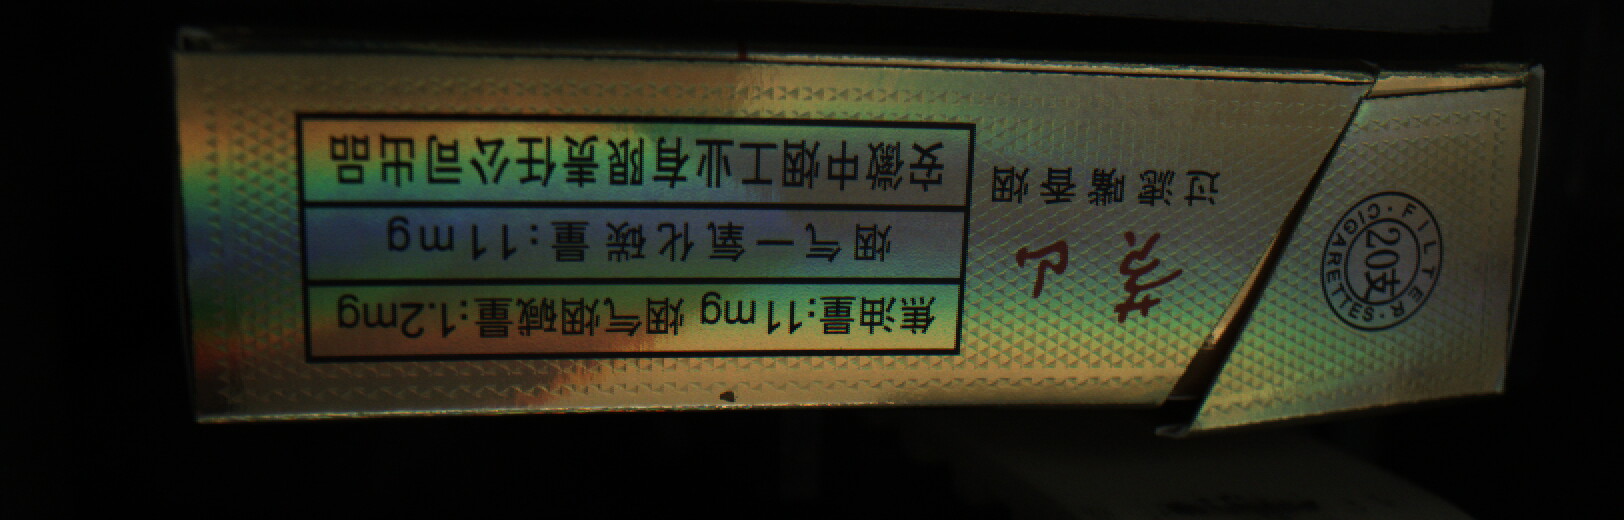 FILTER·CIGARETTES·
20支
黄山
过滤嘴香烟
焦油量:11mg 烟气烟碱量:1.2mg
烟气一氧化碳量:11mg
安徽中烟工业有限责任公司出品